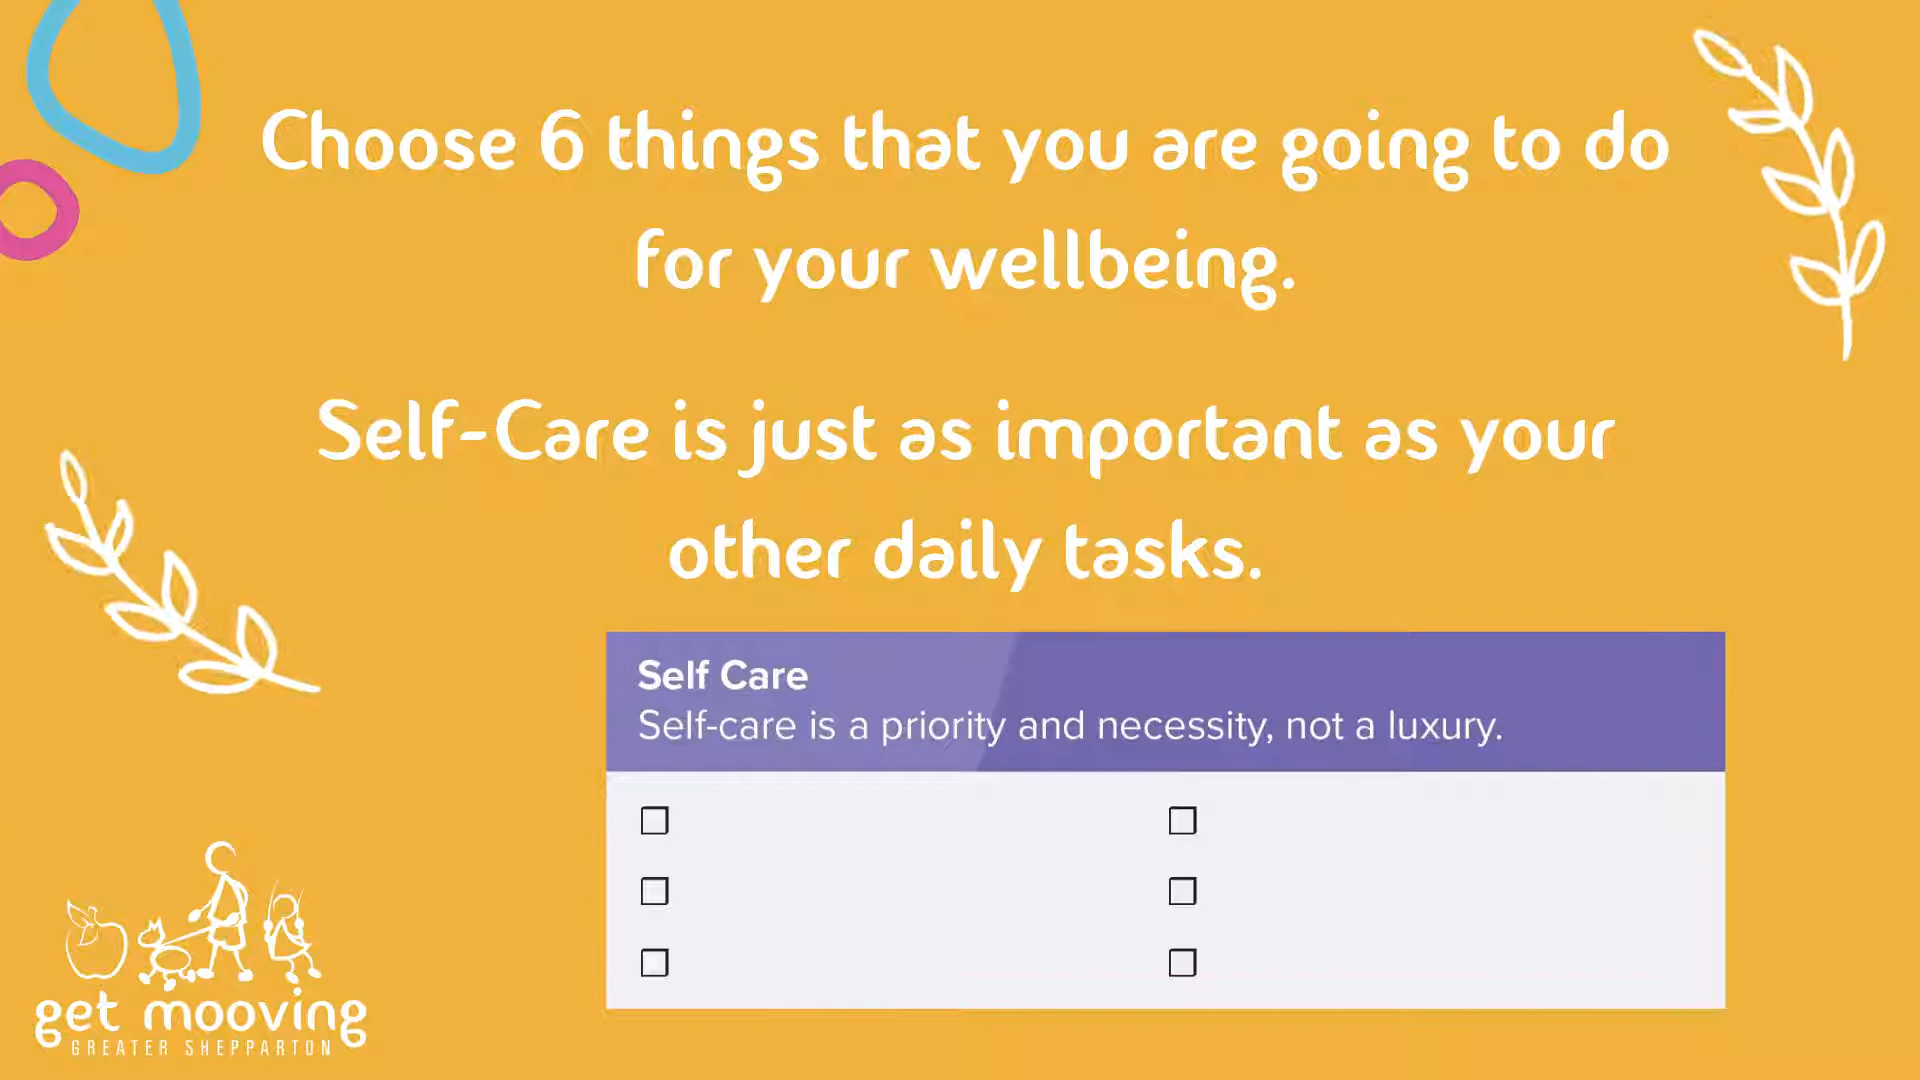 Choose 6 things that you are going to do
for your wellbeing.
Self-Care is just as important as your
other daily tasks.
Self Care
Self-care is a priority and necessity, not a luxury.
get mooving
GREATER SHEPPARTON